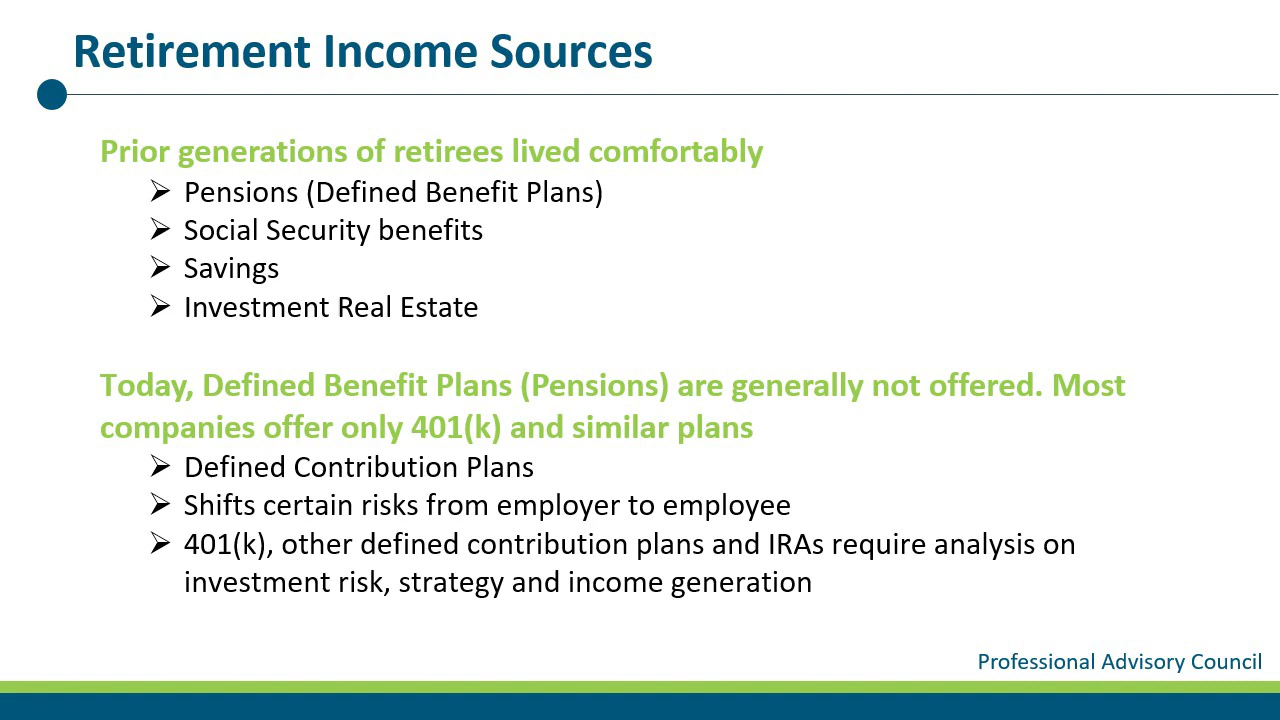 Retirement Income Sources
Prior generations of retirees lived comfortably
➢ Pensions (Defined Benefit Plans)
➢ Social Security benefits
➢ Savings
➢ Investment Real Estate
Today, Defined Benefit Plans (Pensions) are generally not offered. Most
companies offer only 401(k) and similar plans
➢ Defined Contribution Plans
➢ Shifts certain risks from employer to employee
➢ 401(k), other defined contribution plans and IRAs require analysis on
investment risk, strategy and income generation
Professional Advisory Council